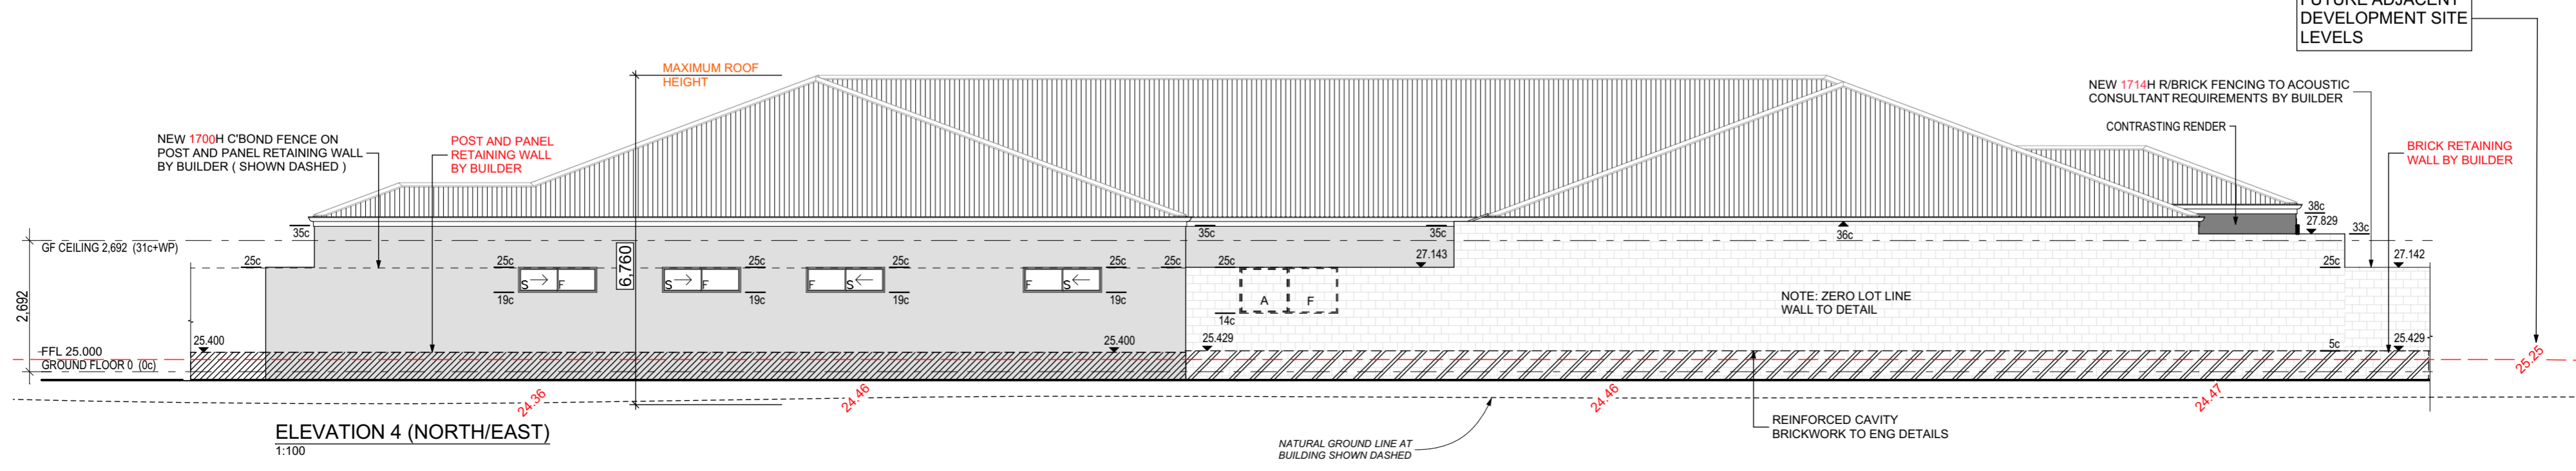 FUTURE ADJACENT
DEVELOPMENT SITE
LEVELS
MAXIMUM ROOF
HEIGHT
NEW 1714H R/BRICK FENCING TO ACOUSTIC
CONSULTANT REQUIREMENTS BY BUILDER
CONTRASTING RENDER
NEW 1700H C'BOND FENCE ON
POST AND PANEL RETAINING WALL
BY BUILDER ( SHOWN DASHED )
POST AND PANEL
RETAINING WALL
BY BUILDER
BRICK RETAINING
WALL BY BUILDER
38c
27.829
35c
35c
35c
36c
33c
GF CEILING 2,692 (31c+WP)
6,760
27.143
27.142
25c
25c
25c
25c
25c
25c
25c
25c
S F
S F
F S
F S
A F
19c
19c
19c
19c
NOTE: ZERO LOT LINE
WALL TO DETAIL
2,692
14c
25.400
25.400
25.429
5c
25.429
FFL 25.000
GROUND FLOOR 0 (0c)
25.25
24.36
24.46
24.46
24.47
REINFORCED CAVITY
BRICKWORK TO ENG DETAILS
ELEVATION 4 (NORTH/EAST)
1:100
NATURAL GROUND LINE AT
BUILDING SHOWN DASHED